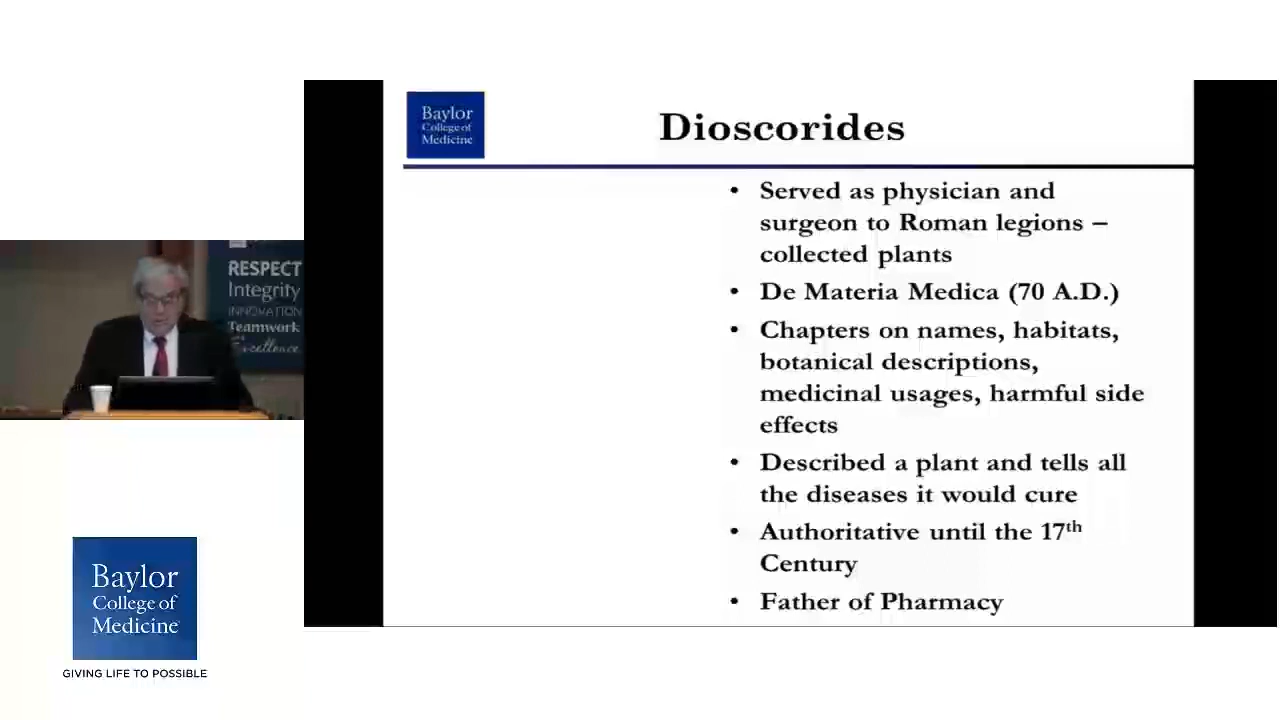 Baylor
College of
Medicine
Dioscorides
• Served as physician and
surgeon to Roman legions –
collected plants
• De Materia Medica (70 A.D.)
• Chapters on names, habitats,
botanical descriptions,
medicinal usages, harmful side
effects
• Described a plant and tells all
the diseases it would cure
• Authoritative until the 17th
Century
• Father of Pharmacy
RESPECT
Integrity
INNOVATION
Teamwork
Excellence
Baylor
College of
Medicine
GIVING LIFE TO POSSIBLE